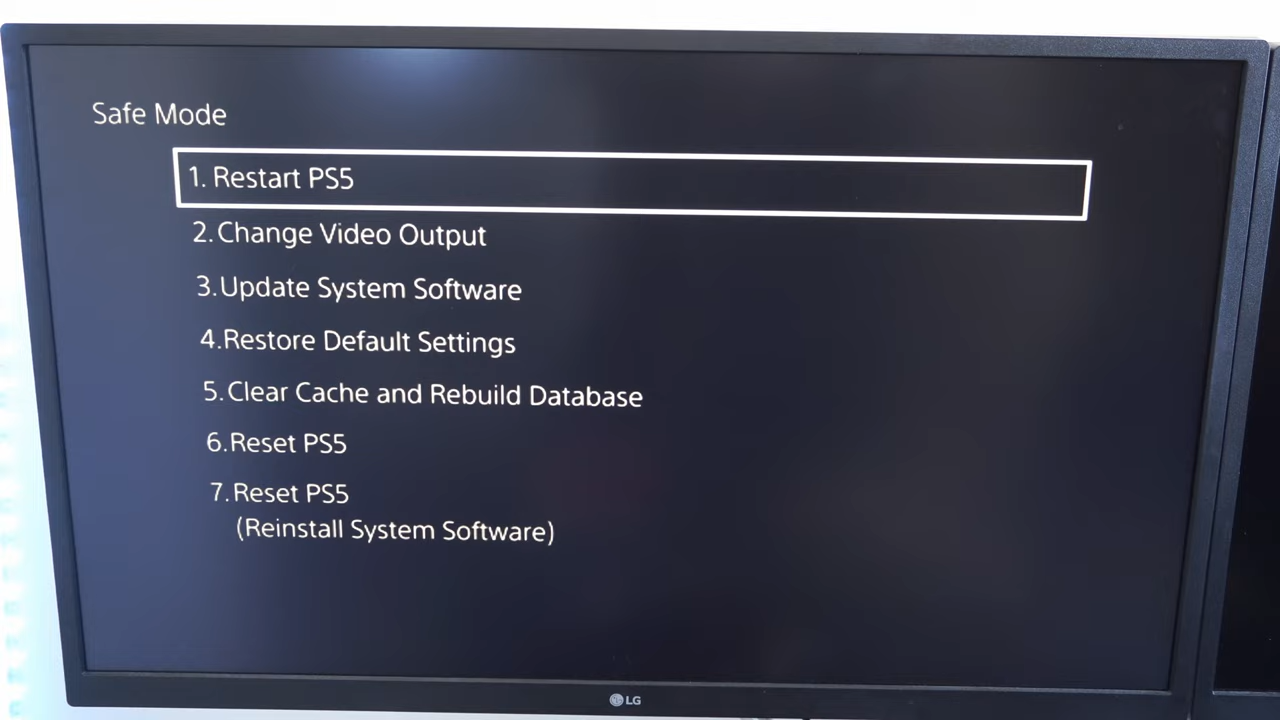 Safe Mode
1. Restart PS5
2. Change Video Output
3. Update System Software
4. Restore Default Settings
5. Clear Cache and Rebuild Database
6. Reset PS5
7. Reset PS5
(Reinstall System Software)
LG